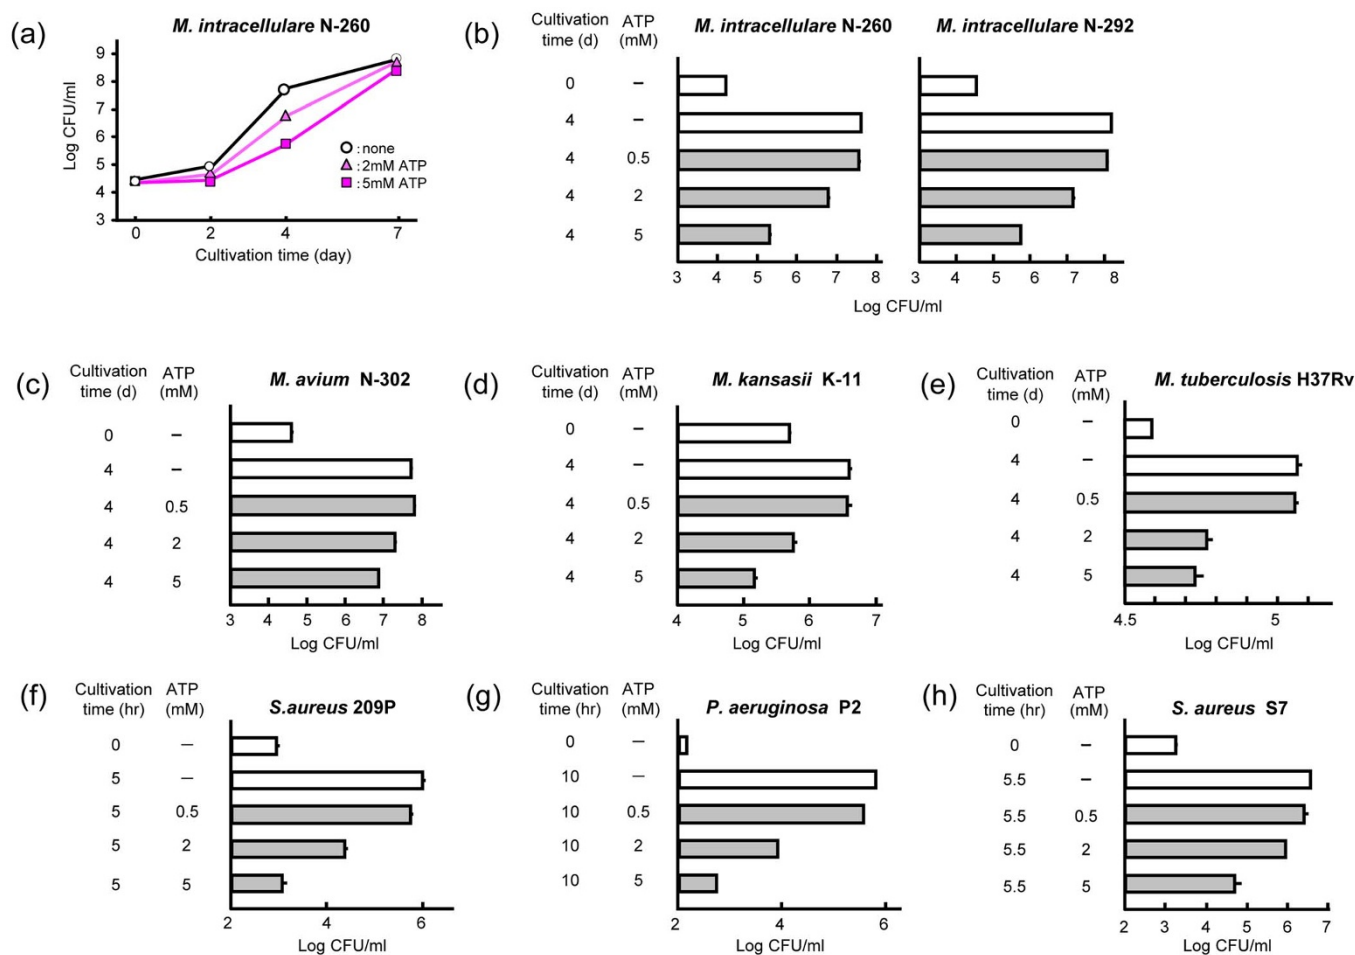 (a)
M. intracellulare N-260
Log CFU/ml
9
8
7
6
5
4
3
0 2 4 7
Cultivation time (day)
: none
: 2mM ATP
: 5mM ATP
(b)
Cultivation ATP
time (d) (mM)
M. intracellulare N-260 M. intracellulare N-292
0 –
4 –
4 0.5
4 2
4 5
3 4 5 6 7 8 3 4 5 6 7 8
Log CFU/ml
(c)
Cultivation ATP
time (d) (mM)
M. avium N-302
0 –
4 –
4 0.5
4 2
4 5
3 4 5 6 7 8
Log CFU/ml
(d)
Cultivation ATP
time (d) (mM)
M. kansasii K-11
0 –
4 –
4 0.5
4 2
4 5
4 5 6 7
Log CFU/ml
(e)
Cultivation ATP
time (d) (mM)
M. tuberculosis H37Rv
0 –
4 –
4 0.5
4 2
4 5
4.5 5
Log CFU/ml
(f)
Cultivation ATP
time (hr) (mM)
S.aureus 209P
0 —
5 —
5 0.5
5 2
5 5
2 4 6
Log CFU/ml
(g)
Cultivation ATP
time (hr) (mM)
P. aeruginosa P2
0 —
10 —
10 0.5
10 2
10 5
2 4 6
Log CFU/ml
(h)
Cultivation ATP
time (hr) (mM)
S. aureus S7
0 –
5.5 –
5.5 0.5
5.5 2
5.5 5
2 3 4 5 6 7
Log CFU/ml